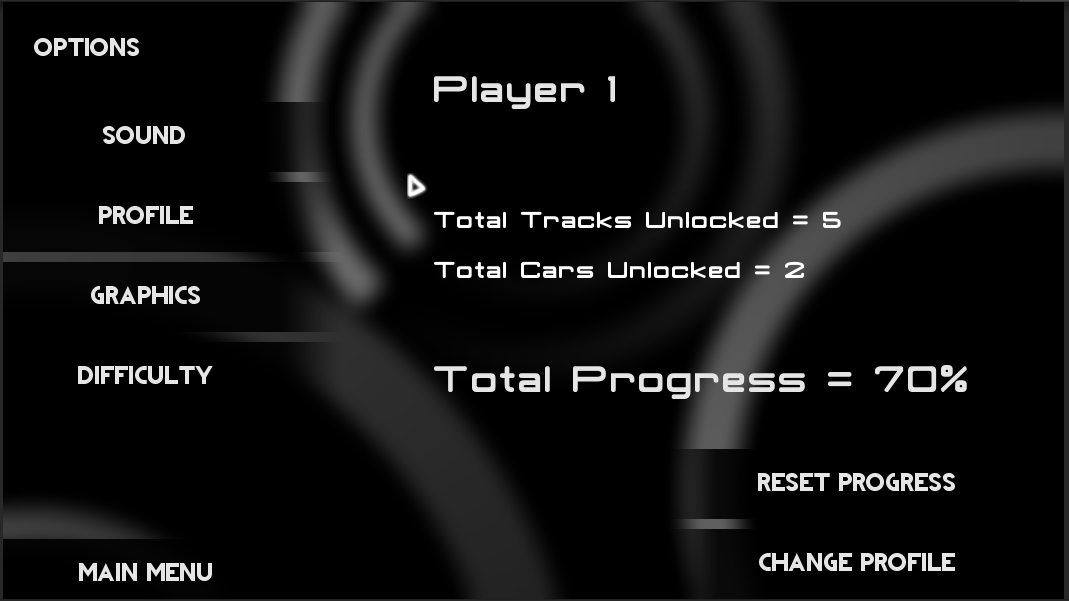 OPTIONS
SOUND
PROFILE
GRAPHICS
DIFFICULTY
MAIN MENU
Player 1
Total Tracks Unlocked = 5
Total Cars Unlocked = 2
Total Progress = 70%
RESET PROGRESS
CHANGE PROFILE